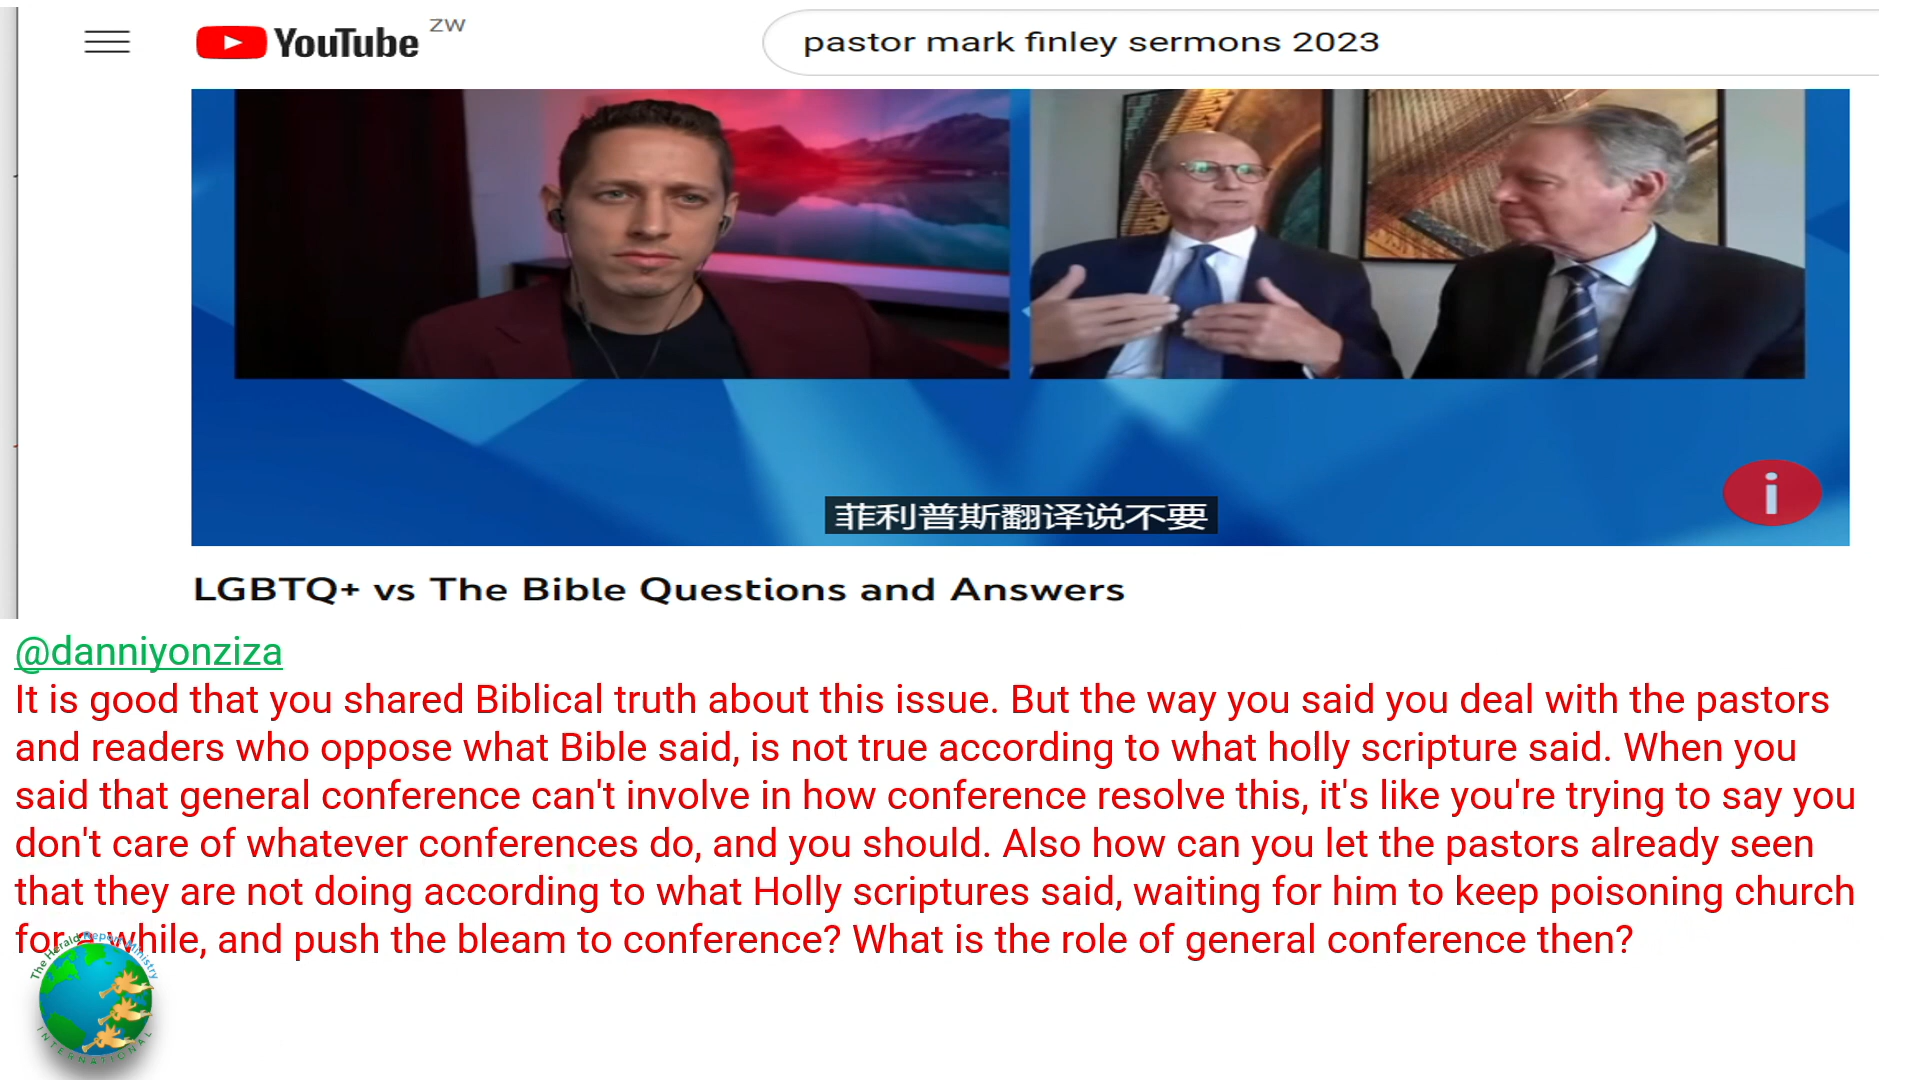 YouTube ZW
pastor mark finley sermons 2023
菲利普斯翻译说不要
i
LGBTQ+ vs The Bible Questions and Answers
@danniyonziza
It is good that you shared Biblical truth about this issue. But the way you said you deal with the pastors
and readers who oppose what Bible said, is not true according to what holly scripture said. When you
said that general conference can't involve in how conference resolve this, it's like you're trying to say you
don't care of whatever conferences do, and you should. Also how can you let the pastors already seen
that they are not doing according to what Holly scriptures said, waiting for him to keep poisoning church
for a while, and push the bleam to conference? What is the role of general conference then?
The Herald Report Ministry
INTERNATIONAL